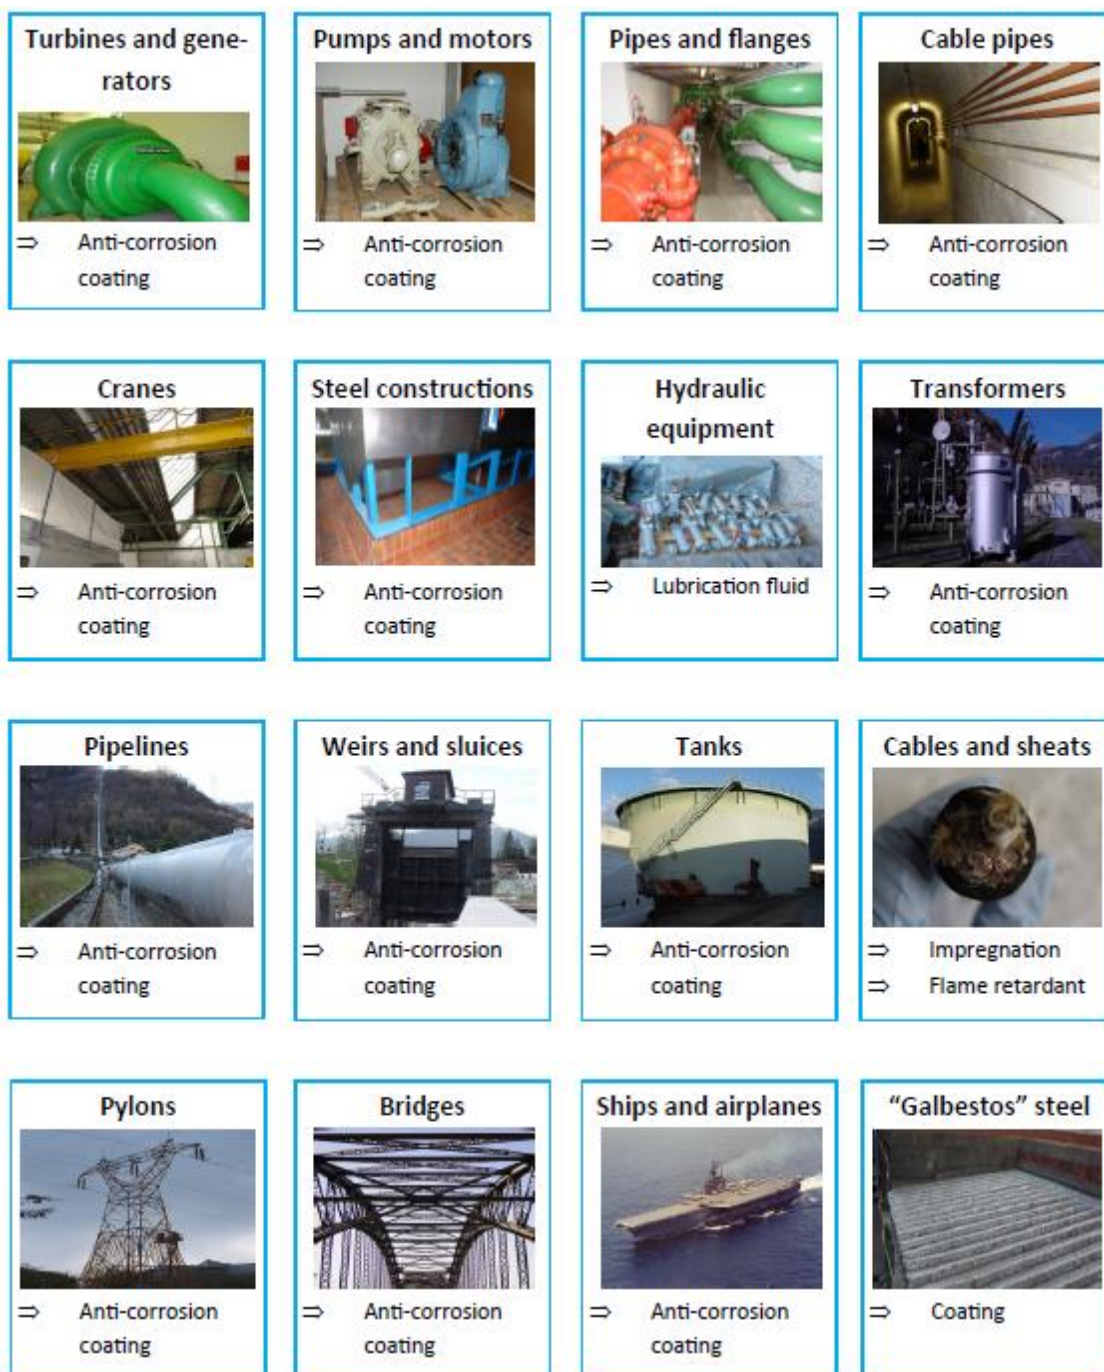 Turbines and gene-
rators
⇒ Anti-corrosion
coating
Pumps and motors
⇒ Anti-corrosion
coating
Pipes and flanges
⇒ Anti-corrosion
coating
Cable pipes
⇒ Anti-corrosion
coating
Cranes
⇒ Anti-corrosion
coating
Steel constructions
⇒ Anti-corrosion
coating
Hydraulic
equipment
⇒ Lubrication fluid
Transformers
⇒ Anti-corrosion
coating
Pipelines
⇒ Anti-corrosion
coating
Weirs and sluices
⇒ Anti-corrosion
coating
Tanks
⇒ Anti-corrosion
coating
Cables and sheats
⇒ Impregnation
⇒ Flame retardant
Pylons
⇒ Anti-corrosion
coating
Bridges
⇒ Anti-corrosion
coating
Ships and airplanes
⇒ Anti-corrosion
coating
“Galbestos” steel
⇒ Coating